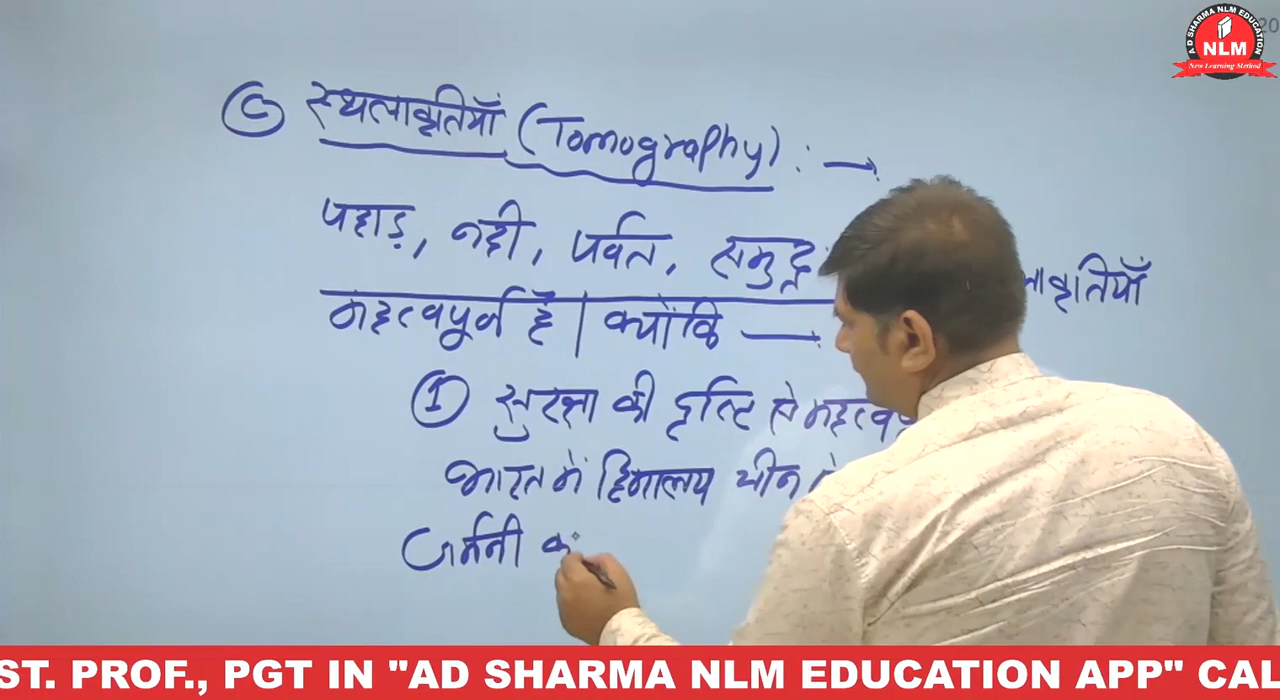 A D SHARMA NLM EDUCATION
NLM
New Learning Method
20
C स्थलाकृतियाँ (Tomography) : →
पहाड़, नदी, पर्वत, समुद्र लाकृतियाँ
महत्वपूर्ण है | क्योंकि →
① सुरक्षा की दृष्टि से महत्वपू
भारत में हिमालय चीन से
जर्मनी क
ST. PROF., PGT IN "AD SHARMA NLM EDUCATION APP" CAL